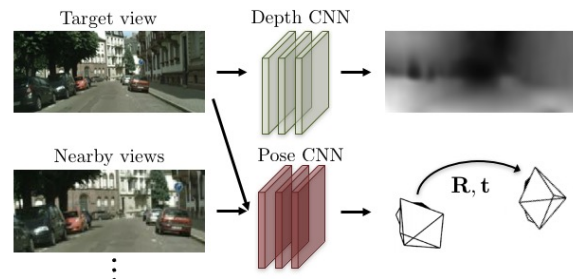 Target view
Depth CNN
Nearby views
Pose CNN
R, t